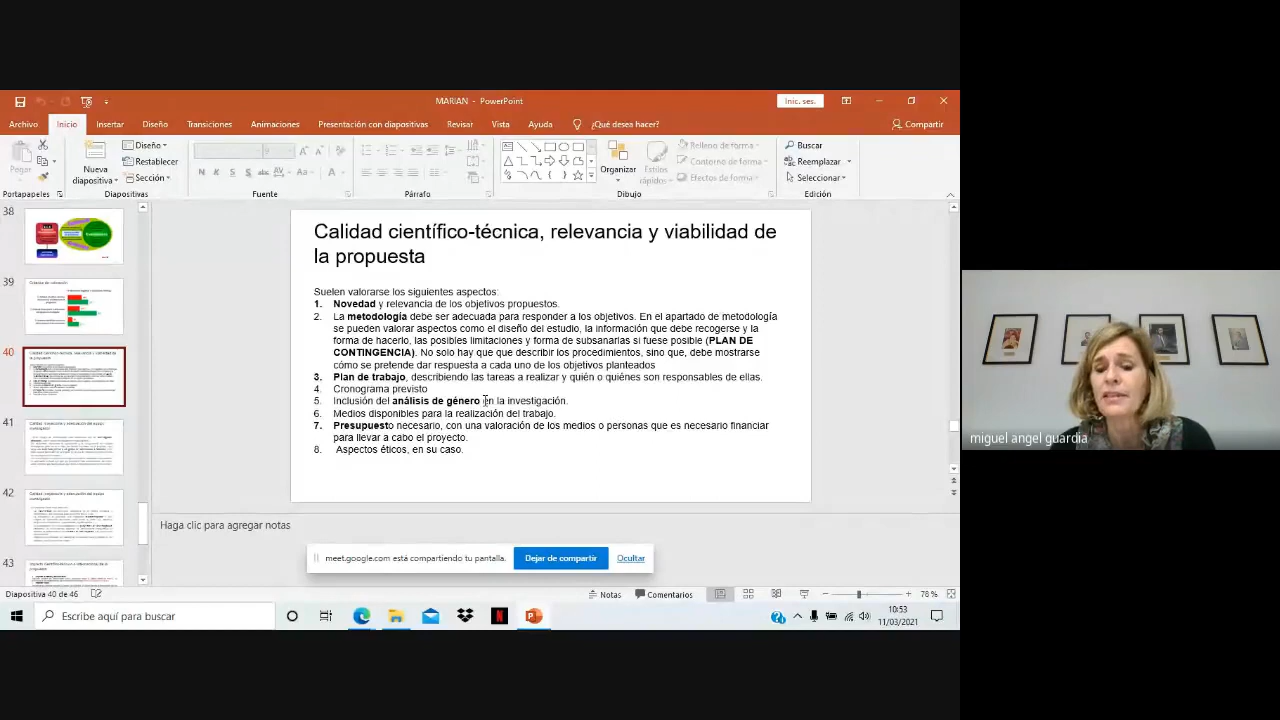 MARIAN - PowerPoint
Inic. ses.
Archivo Inicio Insertar Diseño Transiciones Animaciones Presentación con diapositivas Revisar Vista Ayuda ¿Qué desea hacer? Compartir
Pegar
Nueva diapositiva
Diseño
Restablecer
Sección
Organizar
Estilos rápidos
Relleno de forma
Contorno de forma
Efectos de forma
Buscar
Reemplazar
Seleccionar
Portapapeles Diapositivas Fuente Párrafo Dibujo Edición
38
39
40
41
42
43
Calidad científico-técnica, relevancia y viabilidad de
la propuesta
Suelen valorarse los siguientes aspectos:
1. Novedad y relevancia de los objetivos propuestos.
2. La metodología debe ser adecuada para responder a los objetivos. En el apartado de metodología
se pueden valorar aspectos como el diseño del estudio, la información que debe recogerse y la
forma de hacerlo, las posibles limitaciones y forma de subsanarlas si fuese posible (PLAN DE
CONTINGENCIA). No solo hay que describir los procedimientos, sino que, debe mostrarse
cómo se pretende dar respuesta a cada uno de los objetivos planteados
3. Plan de trabajo, describiendo las tareas a realizar y quién o quiénes son responsables de ellas.
4. Cronograma previsto
5. Inclusión del análisis de género en la investigación.
6. Medios disponibles para la realización del trabajo.
7. Presupuesto necesario, con una valoración de los medios o personas que es necesario financiar
para llevar a cabo el proyecto.
8. Aspectos éticos, en su caso.
meet.google.com está compartiendo tu pantalla.
Dejar de compartir
Ocultar
Diapositiva 40 de 46
Notas
Comentarios
78 %
Escribe aquí para buscar
10:53
11/03/2021
miguel angel guardia